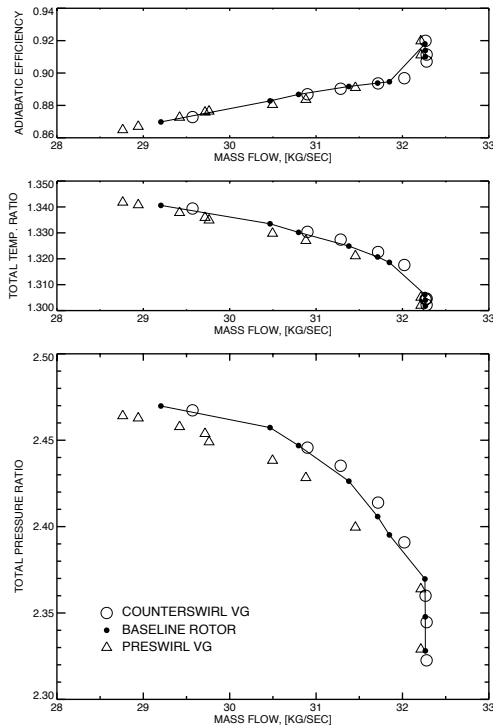 0.94
0.92
0.90
0.88
0.86
ADIABATIC EFFICIENCY
28 29 30 31 32 33
MASS FLOW, [KG/SEC]
1.350
1.340
1.330
1.320
1.310
1.300
TOTAL TEMP. RATIO
28 29 30 31 32 33
MASS FLOW, [KG/SEC]
2.50
2.45
2.40
2.35
2.30
TOTAL PRESSURE RATIO
COUNTERSWIRL VG
BASELINE ROTOR
PRESWIRL VG
28 29 30 31 32 33
MASS FLOW, [KG/SEC]